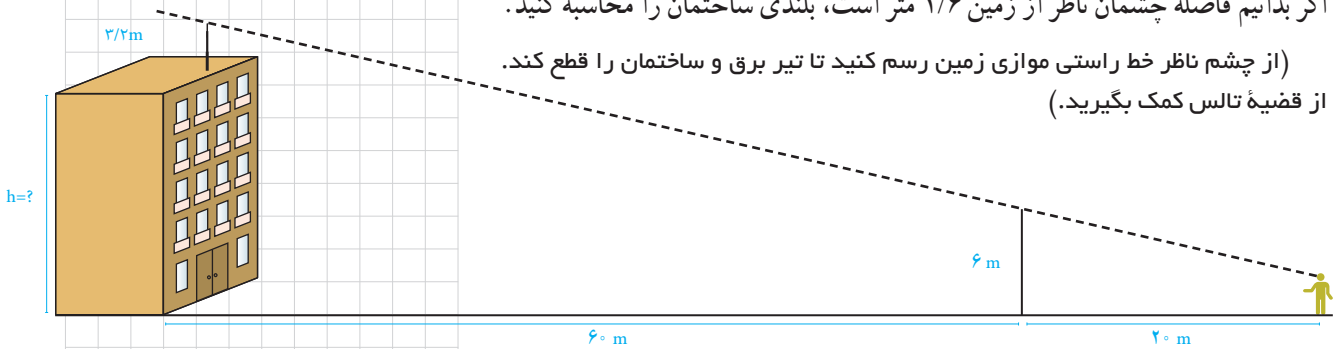 اگر بدانیم فاصله چشمان ناظر از زمین ۱/۶ متر است، بلندی ساختمان را محاسبه کنید.
(از چشم ناظر خط راستی موازی زمین رسم کنید تا تیر برق و ساختمان را قطع کند.
از قضیهٔ تالس کمک بگیرید.)
۳/۲m
h=?
۶ m
۶۰ m
۲۰ m